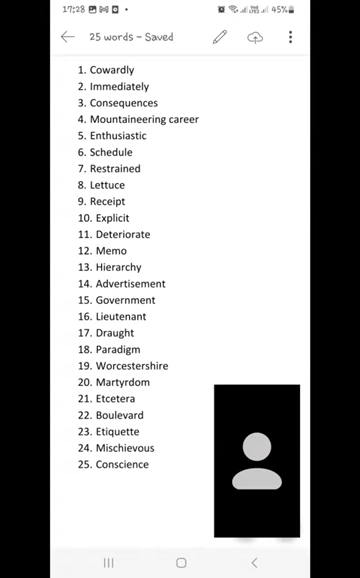 17:28 45%
25 words – Saved
1. Cowardly
2. Immediately
3. Consequences
4. Mountaineering career
5. Enthusiastic
6. Schedule
7. Restrained
8. Lettuce
9. Receipt
10. Explicit
11. Deteriorate
12. Memo
13. Hierarchy
14. Advertisement
15. Government
16. Lieutenant
17. Draught
18. Paradigm
19. Worcestershire
20. Martyrdom
21. Etcetera
22. Boulevard
23. Etiquette
24. Mischievous
25. Conscience